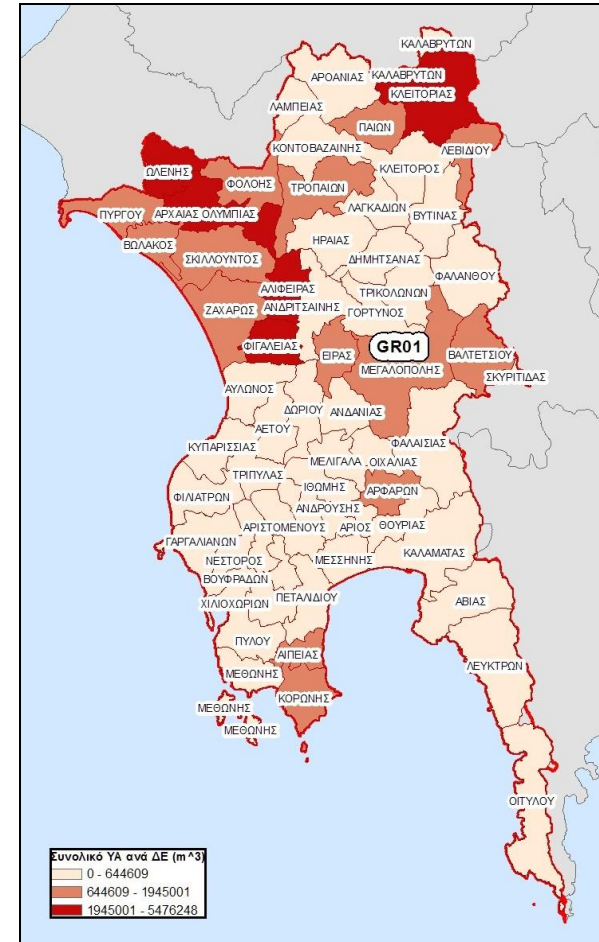 ΚΑΛΑΒΡΥΤΩΝ
ΑΡΟΑΝΙΑΣ
ΚΑΛΑΒΡΥΤΩΝ
ΚΛΕΙΤΟΡΙΑΣ
ΛΑΜΠΕΙΑΣ
ΠΑΙΩΝ
ΚΟΝΤΟΒΑΖΑΙΝΗΣ
ΛΕΒΙΔΙΟΥ
ΩΛΕΝΗΣ
ΚΛΕΙΤΟΡΟΣ
ΦΟΛΟΗΣ
ΤΡΟΠΑΙΩΝ
ΛΑΓΚΑΔΙΩΝ
ΠΥΡΓΟΥ
ΑΡΧΑΙΑΣ ΟΛΥΜΠΙΑΣ
ΒΥΤΙΝΑΣ
ΒΩΛΑΚΟΣ
ΗΡΑΙΑΣ
ΣΚΙΛΛΟΥΝΤΟΣ
ΔΗΜΗΤΣΑΝΑΣ
ΦΑΛΑΝΘΟΥ
ΑΛΙΦΕΙΡΑΣ
ΤΡΙΚΟΛΩΝΩΝ
ΖΑΧΑΡΩΣ
ΑΝΔΡΙΤΣΑΙΝΗΣ
ΓΟΡΤΥΝΟΣ
ΦΙΓΑΛΕΙΑΣ
ΕΙΡΑΣ
GR01
ΒΑΛΤΕΤΣΙΟΥ
ΜΕΓΑΛΟΠΟΛΗΣ
ΣΚΥΡΙΤΙΔΑΣ
ΑΥΛΩΝΟΣ
ΔΩΡΙΟΥ
ΑΝΔΑΝΙΑΣ
ΑΕΤΟΥ
ΦΑΛΑΙΣΙΑΣ
ΚΥΠΑΡΙΣΣΙΑΣ
ΜΕΛΙΓΑΛΑ
ΟΙΧΑΛΙΑΣ
ΤΡΙΠΥΛΑΣ
ΙΘΩΜΗΣ
ΑΡΦΑΡΩΝ
ΦΙΛΙΑΤΡΩΝ
ΑΝΔΡΟΥΣΗΣ
ΑΡΙΣΤΟΜΕΝΟΥΣ
ΑΡΙΟΣ
ΘΟΥΡΙΑΣ
ΓΑΡΓΑΛΙΑΝΩΝ
ΚΑΛΑΜΑΤΑΣ
ΝΕΣΤΟΡΟΣ
ΜΕΣΣΗΝΗΣ
ΒΟΥΦΡΑΔΩΝ
ΧΙΛΙΟΧΩΡΙΩΝ
ΠΕΤΑΛΙΔΙΟΥ
ΑΒΙΑΣ
ΠΥΛΟΥ
ΑΙΠΕΙΑΣ
ΛΕΥΚΤΡΩΝ
ΜΕΘΩΝΗΣ
ΚΟΡΩΝΗΣ
ΜΕΘΩΝΗΣ
ΜΕΘΩΝΗΣ
ΟΙΤΥΛΟΥ
Συνολικό ΥΑ ανά ΔΕ (m^3)
0 - 644609
644609 - 1945001
1945001 - 5476248